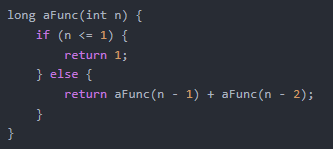 long aFunc(int n) {
    if (n <= 1) {
        return 1;
    } else {
        return aFunc(n - 1) + aFunc(n - 2);
    }
}